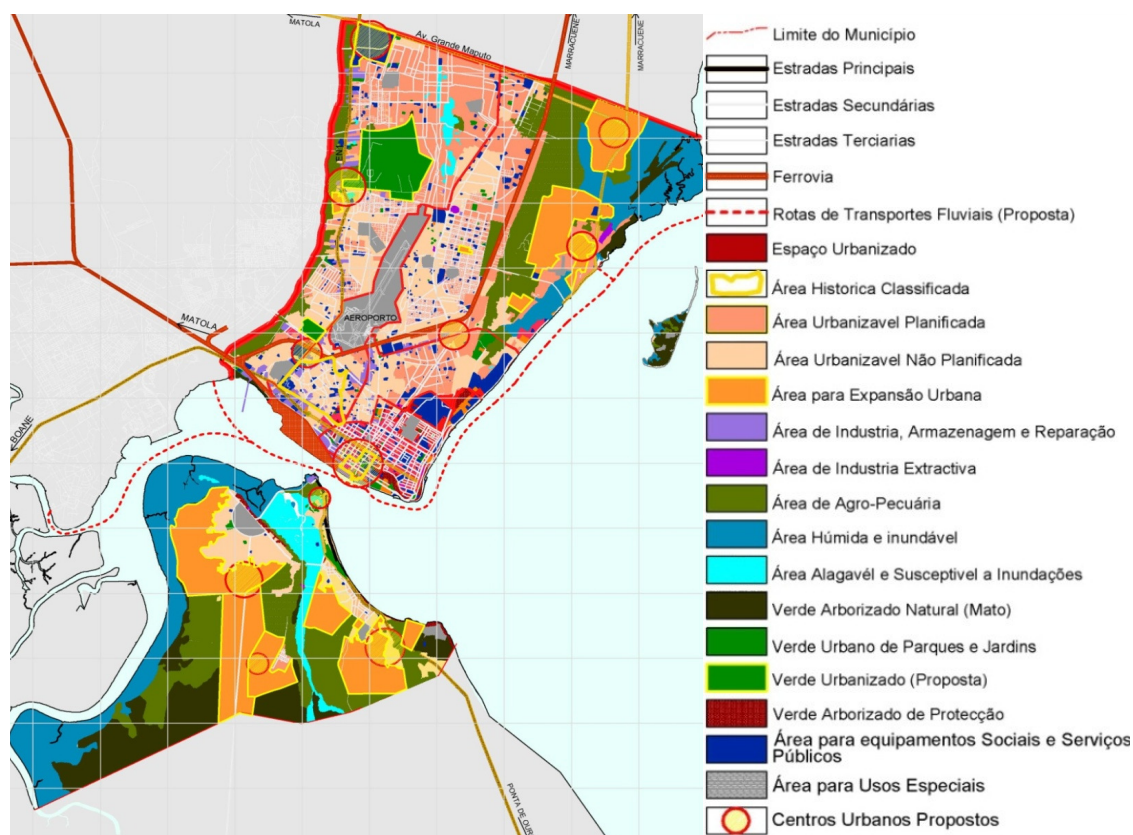 MATOLA
Av. Grande Maputo
MARRACUENE
MARRACUENE
EN1
AEROPORTO
MATOLA
BOANE
Limite do Município
Estradas Principais
Estradas Secundárias
Estradas Terciarias
Ferrovia
Rotas de Transportes Fluviais (Proposta)
Espaço Urbanizado
Área Historica Classificada
Área Urbanizavel Planificada
Área Urbanizavel Não Planificada
Área para Expansão Urbana
Área de Industria, Armazenagem e Reparação
Área de Industria Extractiva
Área de Agro-Pecuária
Área Húmida e inundável
Área Alagavél e Susceptivel a Inundações
Verde Arborizado Natural (Mato)
Verde Urbano de Parques e Jardins
Verde Urbanizado (Proposta)
Verde Arborizado de Protecção
Área para equipamentos Sociais e Serviços
Públicos
Área para Usos Especiais
Centros Urbanos Propostos
PONTA DE OUR